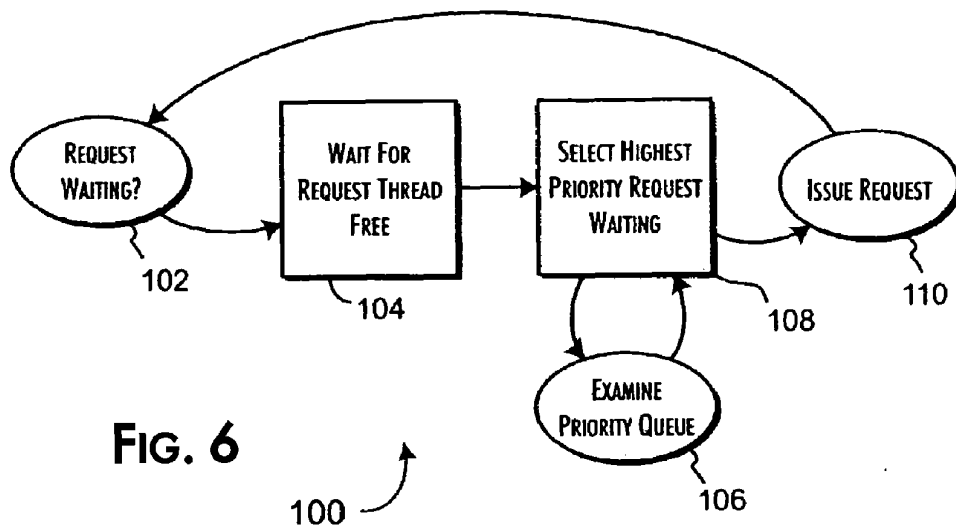 REQUEST
WAITING?
102
WAIT FOR
REQUEST THREAD
FREE
104
SELECT HIGHEST
PRIORITY REQUEST
WAITING
108
ISSUE REQUEST
110
EXAMINE
PRIORITY QUEUE
106
FIG. 6
100